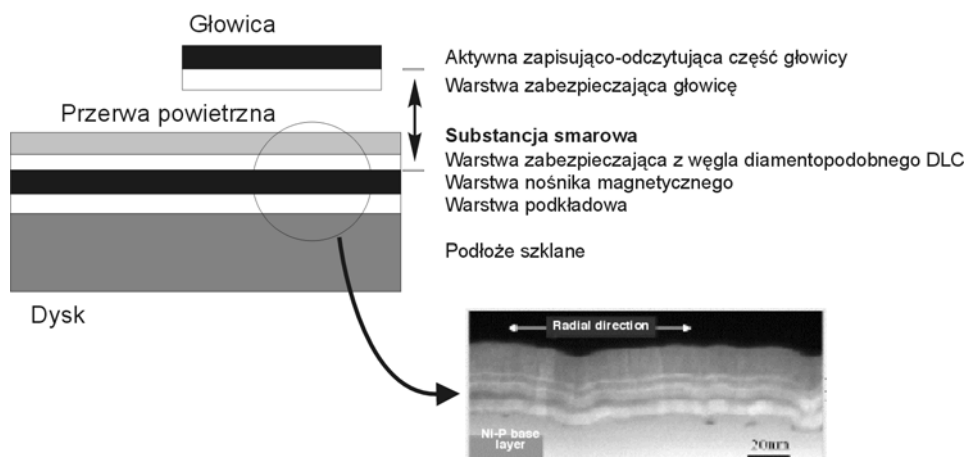 Głowica
Aktywna zapisująco-odczytująca część głowicy
Warstwa zabezpieczająca głowicę
Przerwa powietrzna
Substancja smarowa
Warstwa zabezpieczająca z węgla diamentopodobnego DLC
Warstwa nośnika magnetycznego
Warstwa podkładowa
Podłoże szklane
Dysk
Radial direction
Ni-P base
layer
20nm